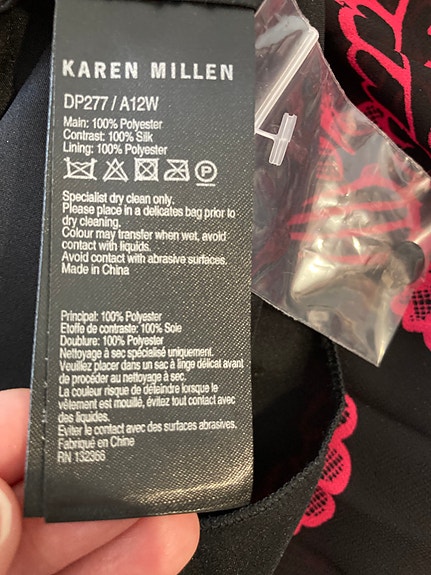 KAREN MILLEN
DP277 / A12W
Main: 100% Polyester
Contrast: 100% Silk
Lining: 100% Polyester
P
Specialist dry clean only.
Please place in a delicates bag prior to
dry cleaning.
Colour may transfer when wet, avoid
contact with liquids.
Avoid contact with abrasive surfaces.
Made in China
Principal: 100% Polyester
Etoffe de contraste: 100% Soie
Doublure: 100% Polyester
Nettoyage à sec spécialisé uniquement.
Veuillez placer dans un sac à linge délicat avant
de procéder au nettoyage à sec.
La couleur risque de déteindre lorsque le
vêtement est mouillé, évitez tout contact avec
des liquides.
Eviter le contact avec des surfaces abrasives.
Fabriqué en Chine
RN 132366